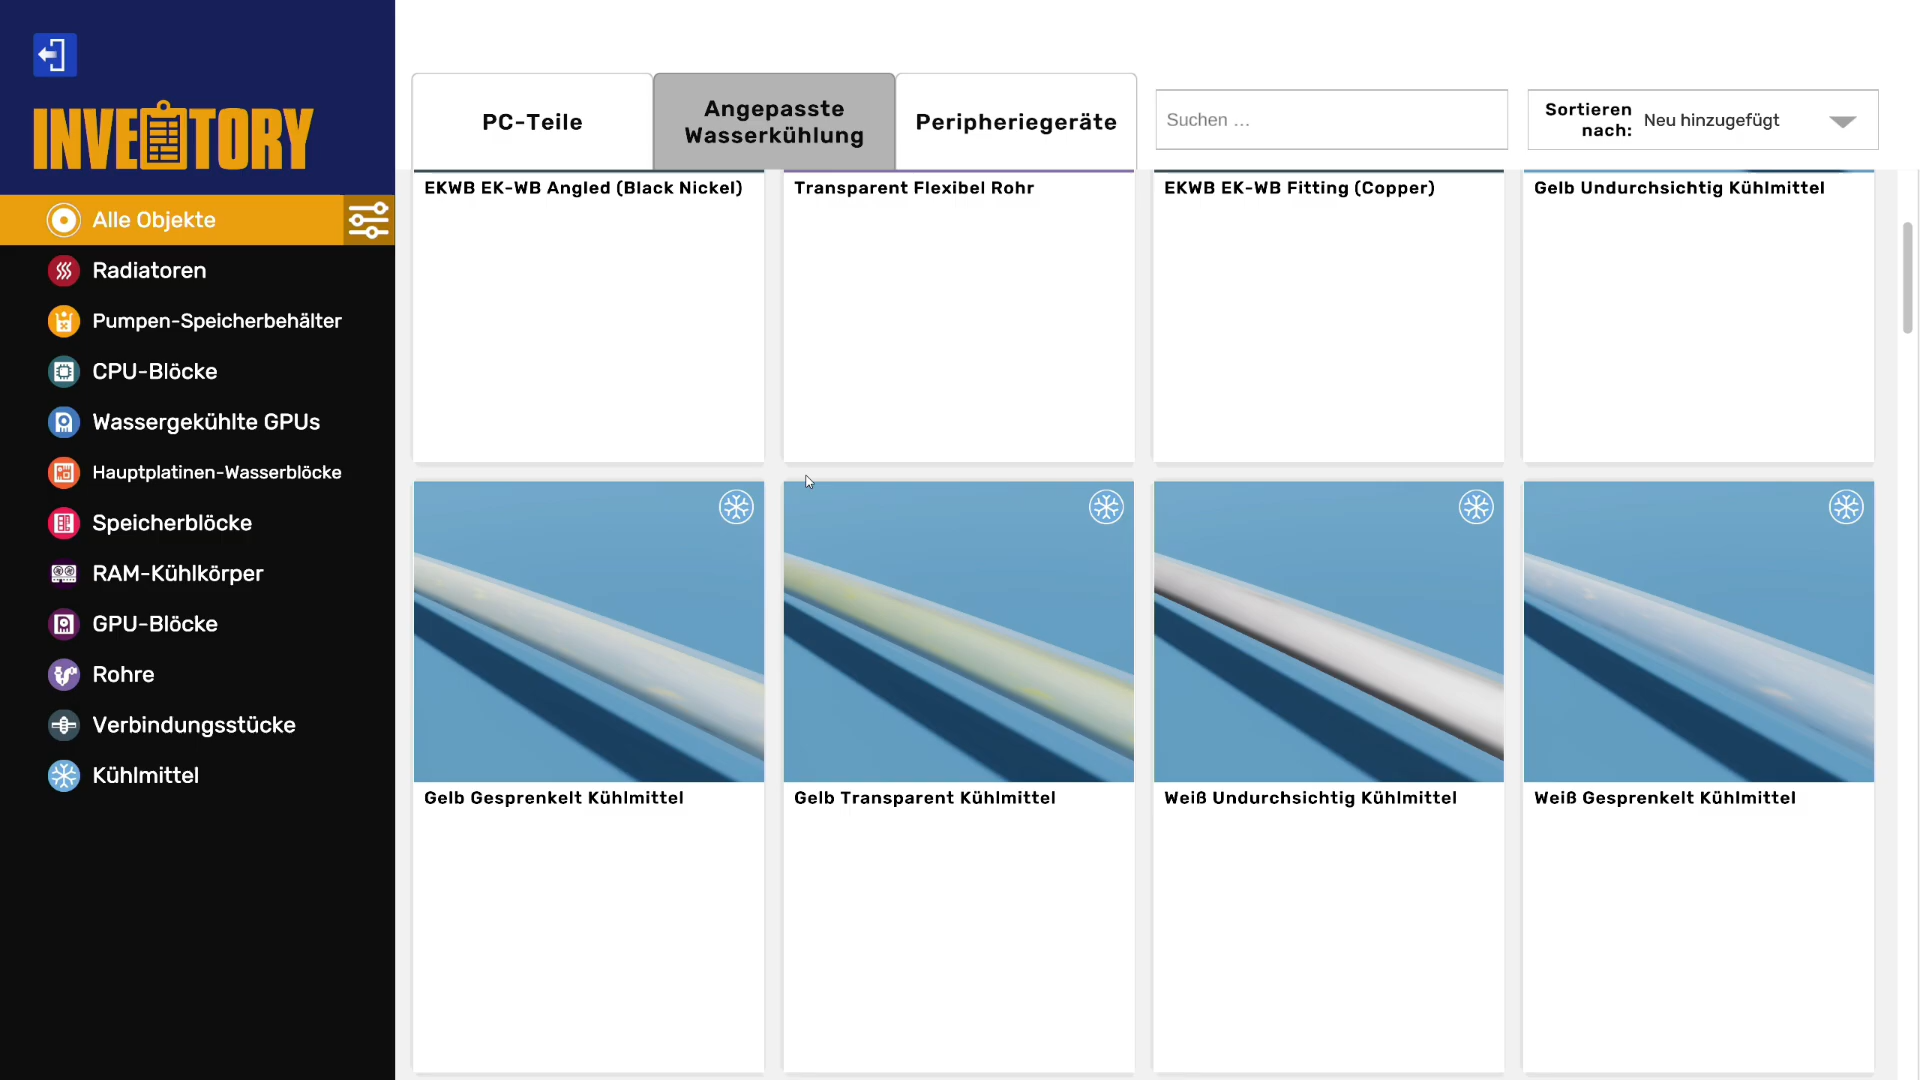 INVENTORY
PC-Teile
Angepasste
Wasserkühlung
Peripheriegeräte
Suchen ...
Sortieren
nach:
Neu hinzugefügt
Alle Objekte
Radiatoren
Pumpen-Speicherbehälter
CPU-Blöcke
Wassergekühlte GPUs
Hauptplatinen-Wasserblöcke
Speicherblöcke
RAM-Kühlkörper
GPU-Blöcke
Rohre
Verbindungsstücke
Kühlmittel
EKWB EK-WB Angled (Black Nickel)
Transparent Flexibel Rohr
EKWB EK-WB Fitting (Copper)
Gelb Undurchsichtig Kühlmittel
Gelb Gesprenkelt Kühlmittel
Gelb Transparent Kühlmittel
Weiß Undurchsichtig Kühlmittel
Weiß Gesprenkelt Kühlmittel